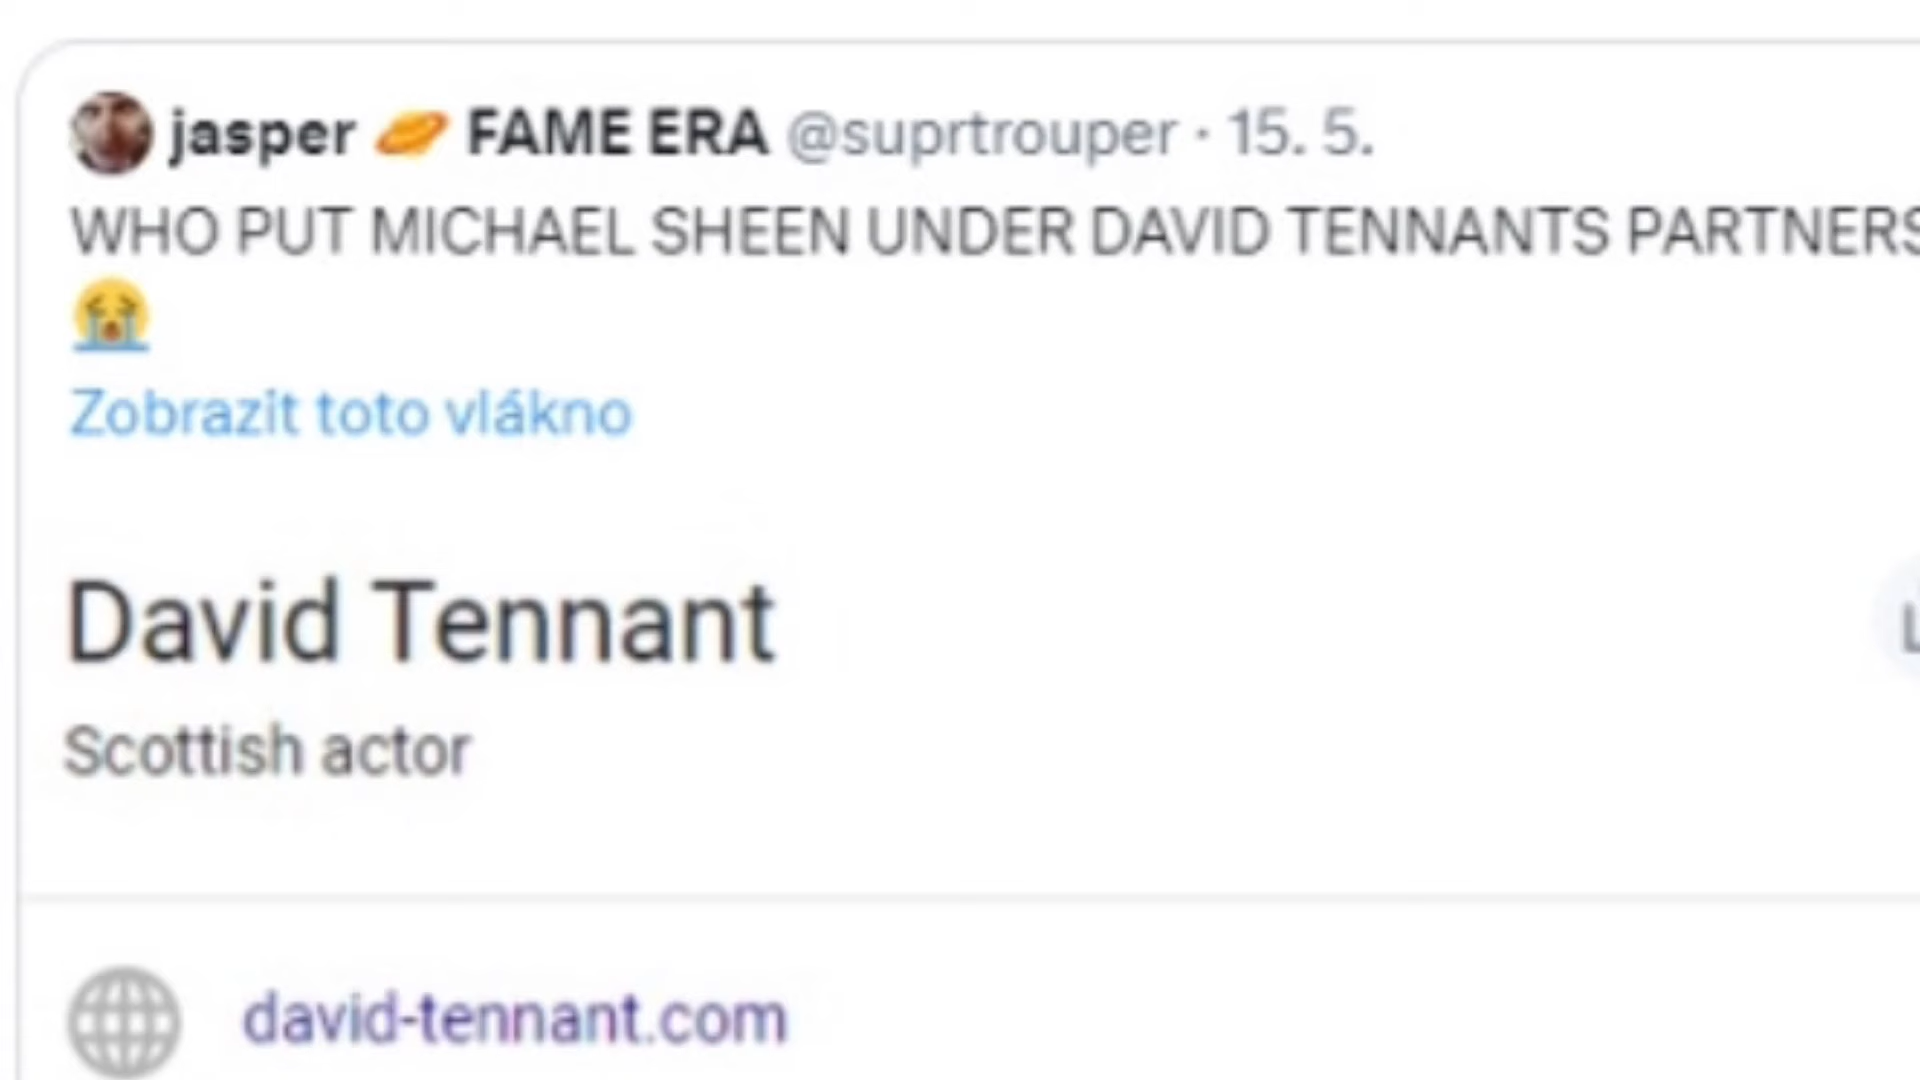 jasper 🪐 FAME ERA @suprtrouper · 15. 5.
WHO PUT MICHAEL SHEEN UNDER DAVID TENNANTS PARTNERS
😭
Zobrazit toto vlákno
David Tennant
Scottish actor
david-tennant.com